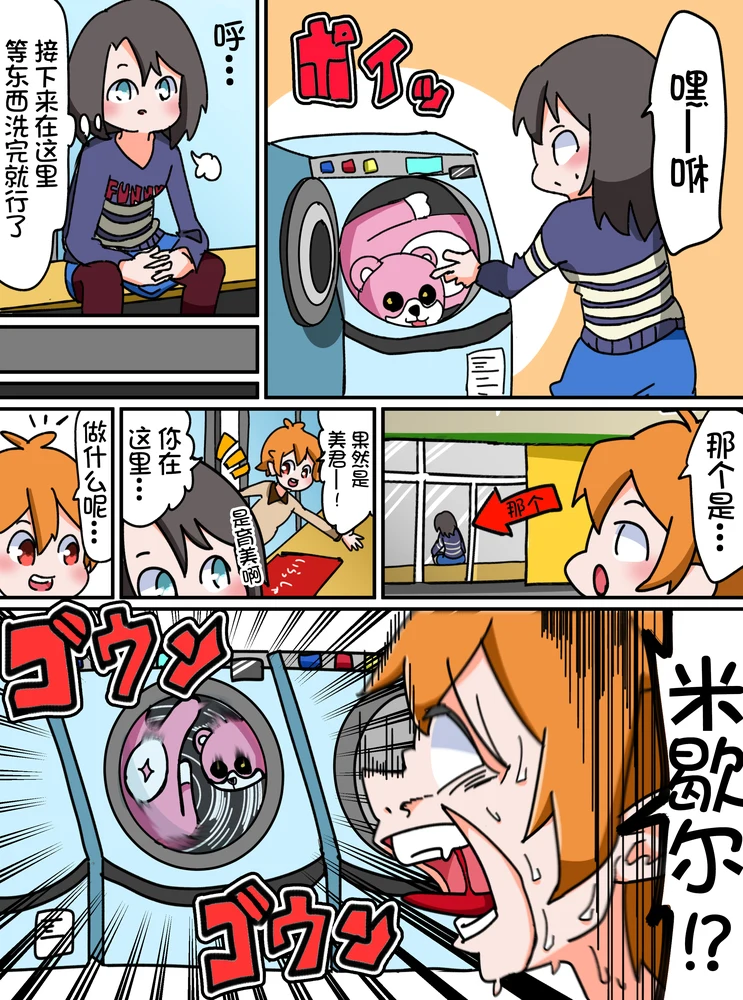 嘿—咻
ポイッ
呼…
接下来在这里
等东西洗完就行了
FUNNY
那个是…
那个
果然是
美君—!
你在
这里…
是育美啊
做什么呢…
米歇尔!?
ゴウン
ゴウン